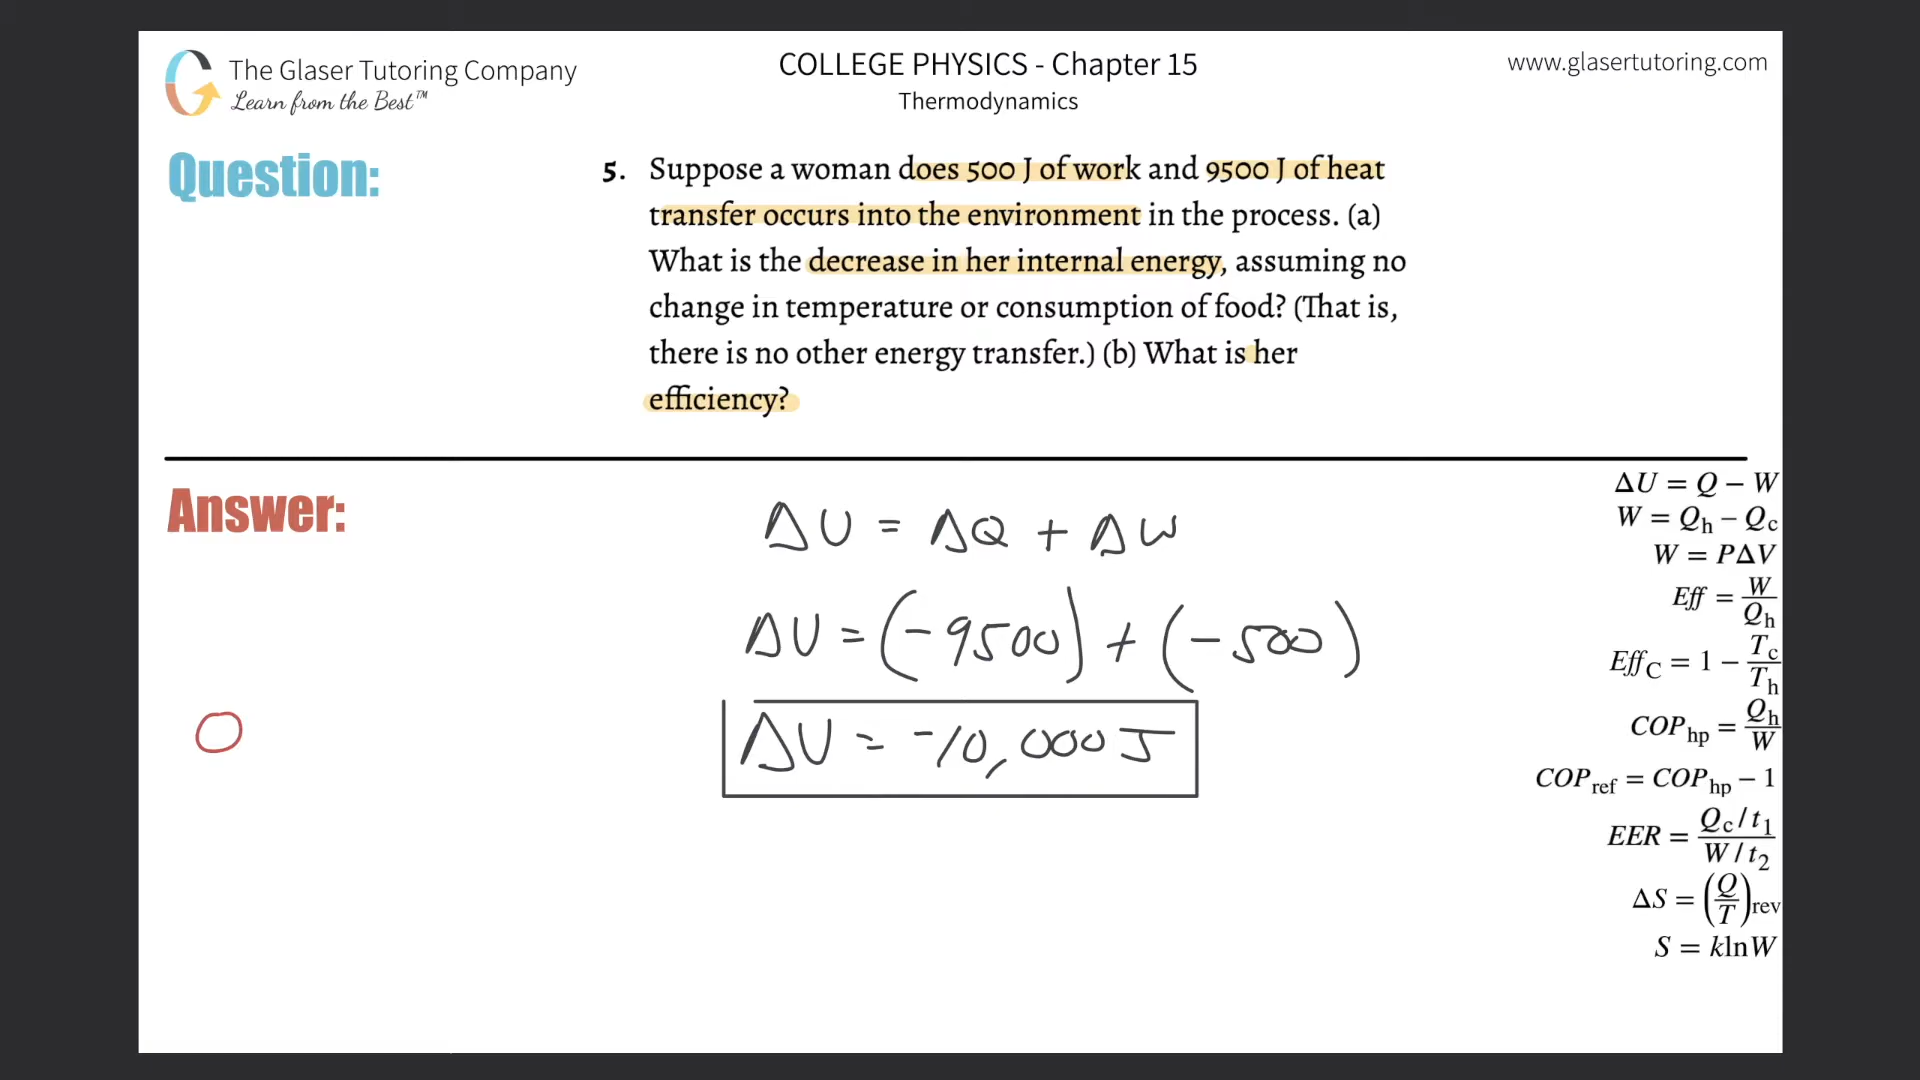 The Glaser Tutoring Company
Learn from the Best™
COLLEGE PHYSICS - Chapter 15
Thermodynamics
www.glasertutoring.com
Question:
5. Suppose a woman does 500 J of work and 9500 J of heat
transfer occurs into the environment in the process. (a)
What is the decrease in her internal energy, assuming no
change in temperature or consumption of food? (That is,
there is no other energy transfer.) (b) What is her
efficiency?
Answer:
ΔU = ΔQ + ΔW
ΔU = (-9500) + (-500)
ΔU = -10,000 J
ΔU = Q − W
W = Qh − Qc
W = PΔV
Eff = W/Qh
EffC = 1 − Tc/Th
COPhp = Qh/W
COPref = COPhp − 1
EER = (Qc/t1)/(W/t2)
ΔS = (Q/T)rev
S = klnW